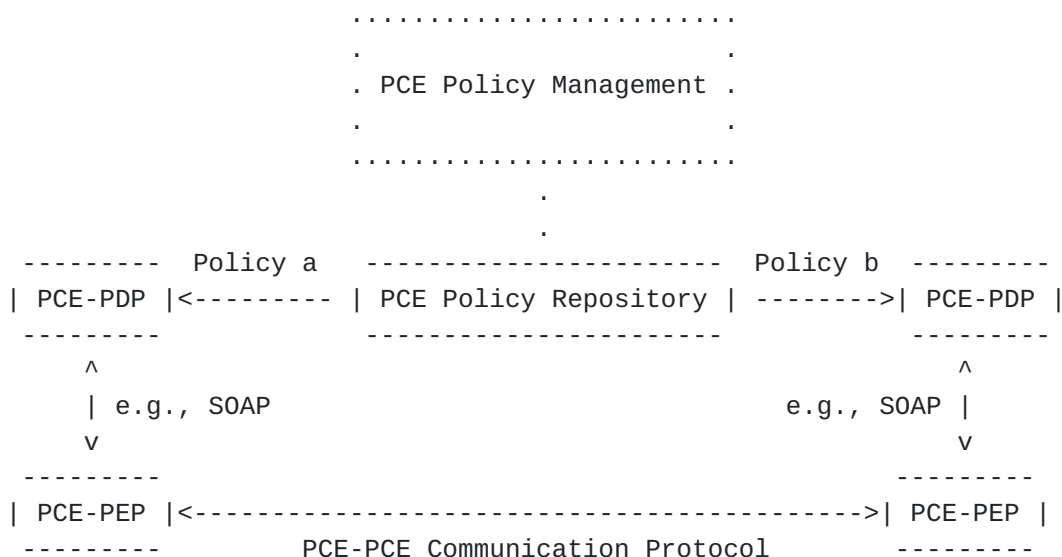 PCE Policy Management
Policy a Policy b
PCE-PDP PCE Policy Repository PCE-PDP
e.g., SOAP e.g., SOAP
PCE-PEP PCE-PEP
PCE-PCE Communication Protocol